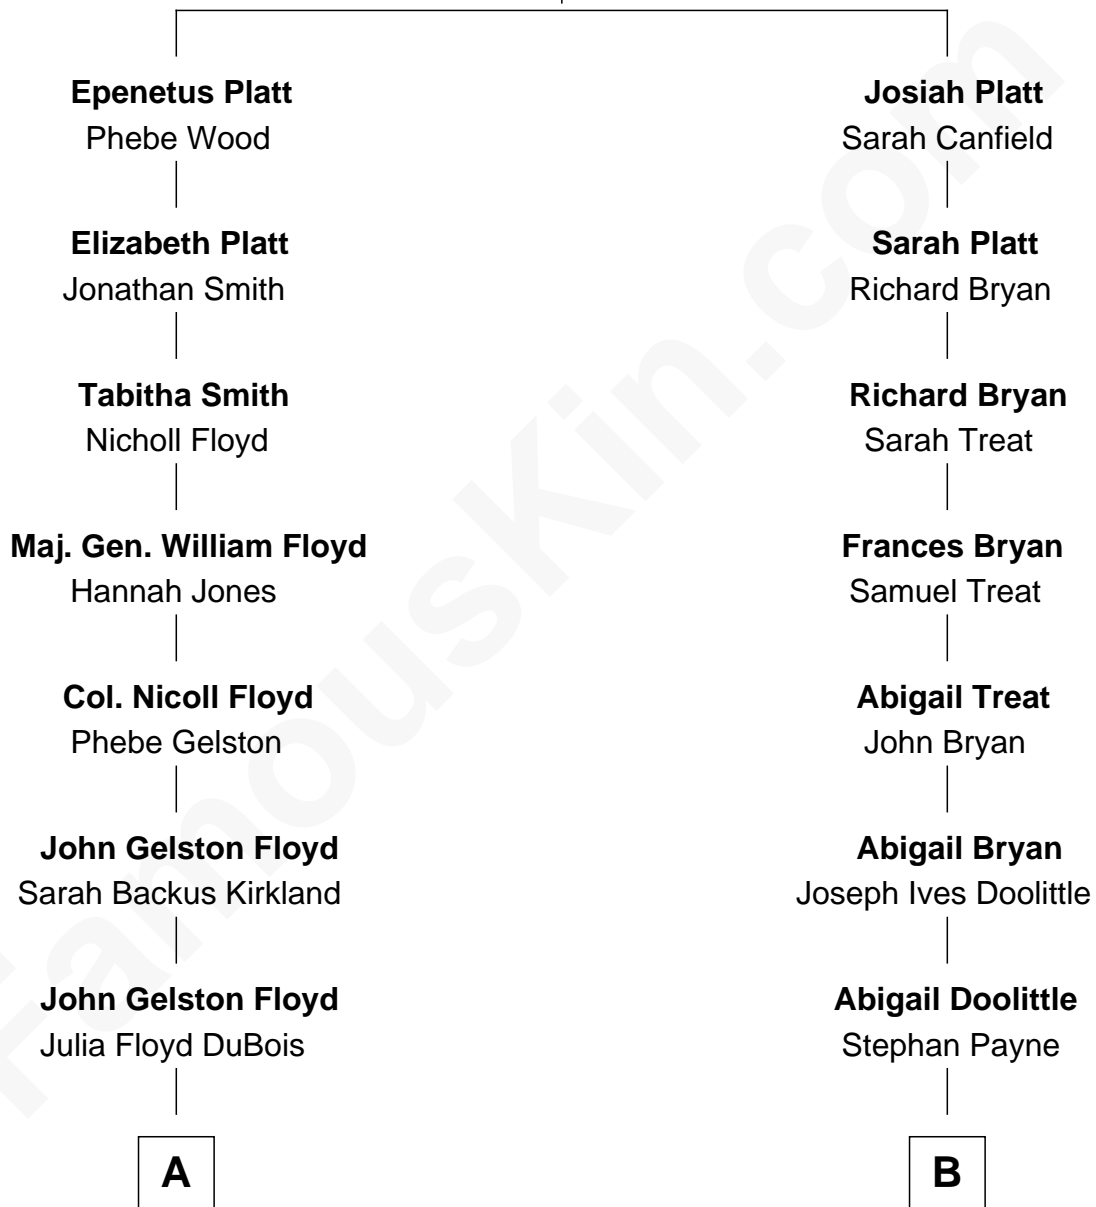 Epenetus Platt
Phebe Wood
Elizabeth Platt
Jonathan Smith
Tabitha Smith
Nicholl Floyd
Maj. Gen. William Floyd
Hannah Jones
Col. Nicoll Floyd
Phebe Gelston
John Gelston Floyd
Sarah Backus Kirkland
John Gelston Floyd
Julia Floyd DuBois
A
Josiah Platt
Sarah Canfield
Sarah Platt
Richard Bryan
Richard Bryan
Sarah Treat
Frances Bryan
Samuel Treat
Abigail Treat
John Bryan
Abigail Bryan
Joseph Ives Doolittle
Abigail Doolittle
Stephan Payne
B
FamousKin.com